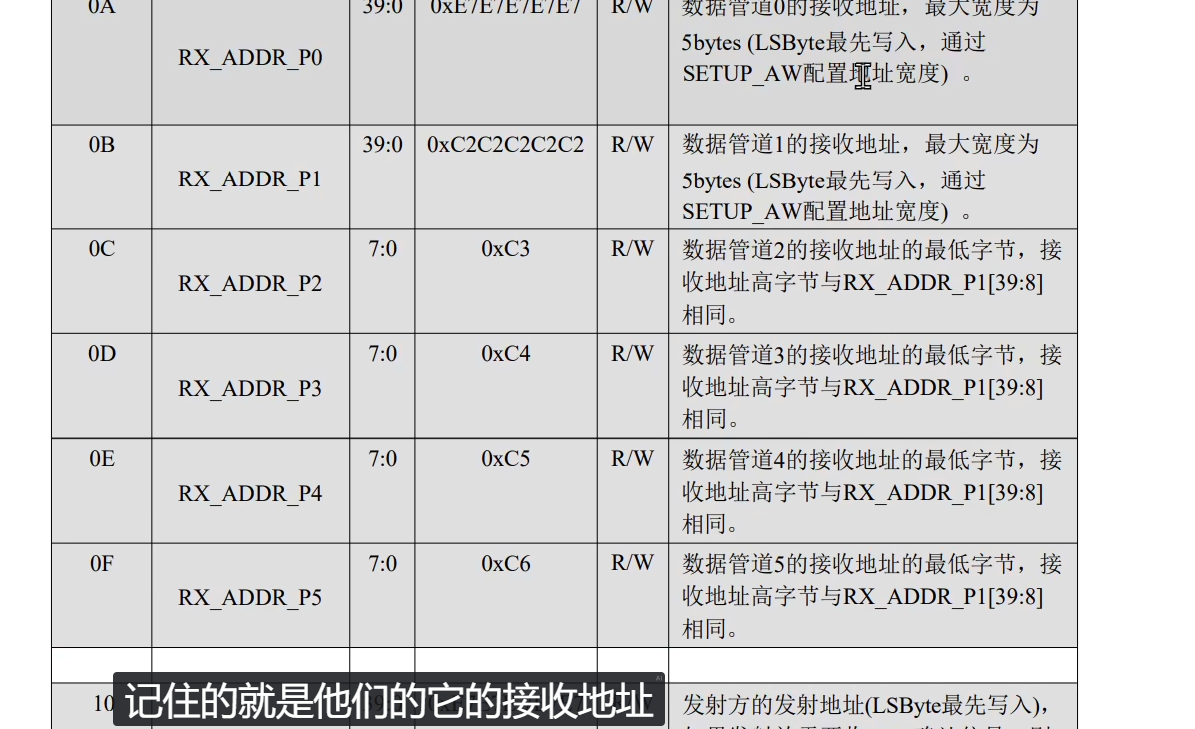 0A
RX_ADDR_P0
39:0
0xE7E7E7E7E7
R/W
数据管道0的接收地址，最大宽度为
5bytes (LSByte最先写入，通过
SETUP_AW配置地址宽度) 。
0B
RX_ADDR_P1
39:0
0xC2C2C2C2C2
R/W
数据管道1的接收地址，最大宽度为
5bytes (LSByte最先写入，通过
SETUP_AW配置地址宽度) 。
0C
RX_ADDR_P2
7:0
0xC3
R/W
数据管道2的接收地址的最低字节，接
收地址高字节与RX_ADDR_P1[39:8]
相同。
0D
RX_ADDR_P3
7:0
0xC4
R/W
数据管道3的接收地址的最低字节，接
收地址高字节与RX_ADDR_P1[39:8]
相同。
0E
RX_ADDR_P4
7:0
0xC5
R/W
数据管道4的接收地址的最低字节，接
收地址高字节与RX_ADDR_P1[39:8]
相同。
0F
RX_ADDR_P5
7:0
0xC6
R/W
数据管道5的接收地址的最低字节，接
收地址高字节与RX_ADDR_P1[39:8]
相同。
10
发射方的发射地址(LSByte最先写入)，
记住的就是他们的它的接收地址